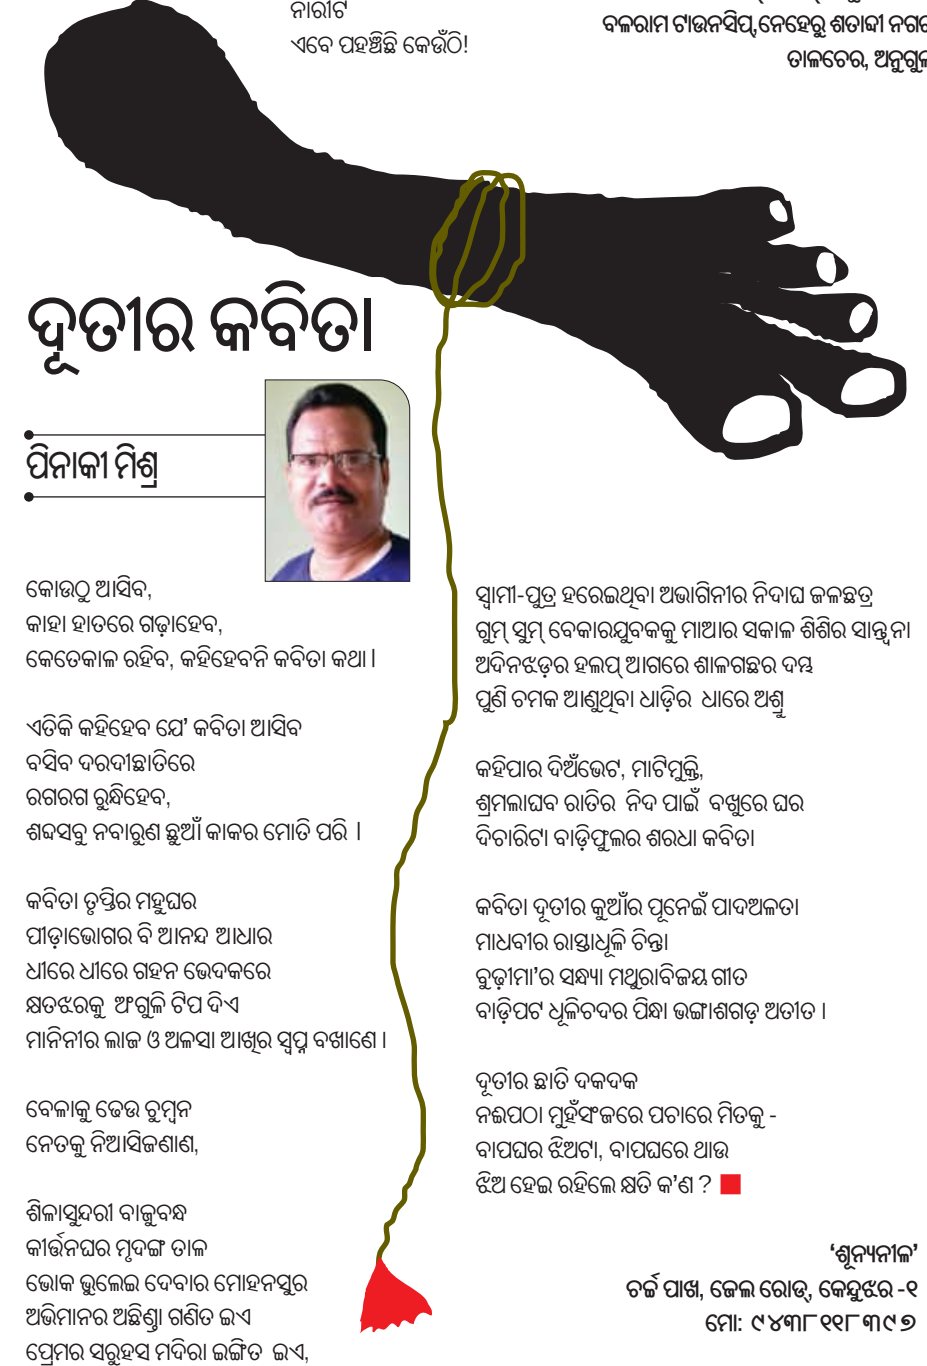 ନାରୀଟି
ଏବେ ପହଞ୍ଚିଛି କେଉଁଠି!
ବଳରାମ ଟାଉନସିପ୍,ନେହେରୁ ଶତାବ୍ଦୀ
ତାଳଚେର,
ଦୂତୀର କବିତା
ପିନାକୀ ମିଶ୍ର
କୋଉଠୁ ଆସିବ,
କାହା ହାତରେ ଗଢ଼ାହେବ,
କେତେକାଳ ରହିବ, କହିହେବନି କବିତା କଥା ।
ଏତିକି କହିହେବ ଯେ’ କବିତା ଆସିବ
ବସିବ ଦରଦୀଛାତିରେ
ରଗରଗ ରୁନ୍ଧିହେବ,
ଶବ୍ଦସବୁ ନବାରୁଣ ଛୁଆଁ କାକର ମୋତି ପରି ।
କବିତା ତୃପ୍ତିର ମହୁଘର
ପୀଡ଼ାଭୋଗର ବି ଆନନ୍ଦ ଆଧାର
ଧୀରେ ଧୀରେ ଗହନ ଭେଦକରେ
କ୍ଷତଝରକୁ ଅଂଗୁଳି ଟିପ ଦିଏ
ମାନିନୀର ଲାଜ ଓ ଅଳସା ଆଖିର ସ୍ୱପ୍ନ ବଖାଣେ ।
ବେଳାକୁ ଢେଉ ଚୁମ୍ବନ
ନେତକୁ ନିଆସିଜଣାଣ,
ଶିଳାସୁନ୍ଦରୀ ବାଜୁବନ୍ଧ
କୀର୍ତ୍ତନଘର ମୃଦଙ୍ଗ ତାଳ
ଭୋକ ଭୁଲେଇ ଦେବାର ମୋହନସୁର
ଅଭିମାନର ଅଛିଣ୍ଡା ଗଣିତ ଇଏ
ପ୍ରେମର ସରୁହସ ମଦିରା ଇଙ୍ଗିତ ଇଏ,
ସ୍ୱାମୀ-ପୁତ୍ର ହରେଇଥିବା ଅଭାଗିନୀର ନିଦାଘ ଜଳଛତ୍ର
ଗୁମ୍ ସୁମ୍ ବେକାରଯୁବକକୁ ମାଆର ସକାଳ ଶିଶିର ସାନ୍ତ୍ୱନା
ଅଦିନଝଡ଼ର ହଲପ୍ ଆଗରେ ଶାଳଗଛର ଦମ୍ଭ
ପୁଣି ଚମକ ଆଣୁଥିବା ଧାଡ଼ିର ଧାରେ ଅଶ୍ରୁ
କହିପାର ଦିଅଁଭେଟ, ମାଟିମୁକ୍ତି,
ଶ୍ରମଲାଘବ ରାତିର ନିଦ ପାଇଁ ବଖୁରେ ଘର
ଦିଚାରିଟା ବାଡ଼ିଫୁଲର ଶରଧା କବିତା
କବିତା ଦୂତୀର କୁଆଁର ପୂନେଇଁ ପାଦଅଳତା
ମାଧବୀର ରାସ୍ତାଧୂଳି ଚିନ୍ତା
ବୁଢ଼ୀମା’ର ସନ୍ଧ୍ୟା ମଥୁରାବିଜୟ ଗୀତ
ବାଡ଼ିପଟ ଧୂଳିଚଦର ପିନ୍ଧା ଭଙ୍ଗାଶଗଡ଼ ଅତୀତ ।
ଦୂତୀର ଛାତି ଦକଦକ
ନଈପଠା ମୁହଁସଂଜରେ ପଚାରେ ମିତକୁ -
ବାପଘର ଝିଅଟା, ବାପଘରେ ଥାଉ
ଝିଅ ହେଇ ରହିଲେ କ୍ଷତି କ’ଣ ?
‘ଶୂନ୍ୟନୀଳ’
ଚର୍ଚ୍ଚ ପାଖ, ଜେଲ ରୋଡ୍, କେନ୍ଦୁଝର -୧
ମୋ: ୯୪୩୮୧୧୮୩୯୭